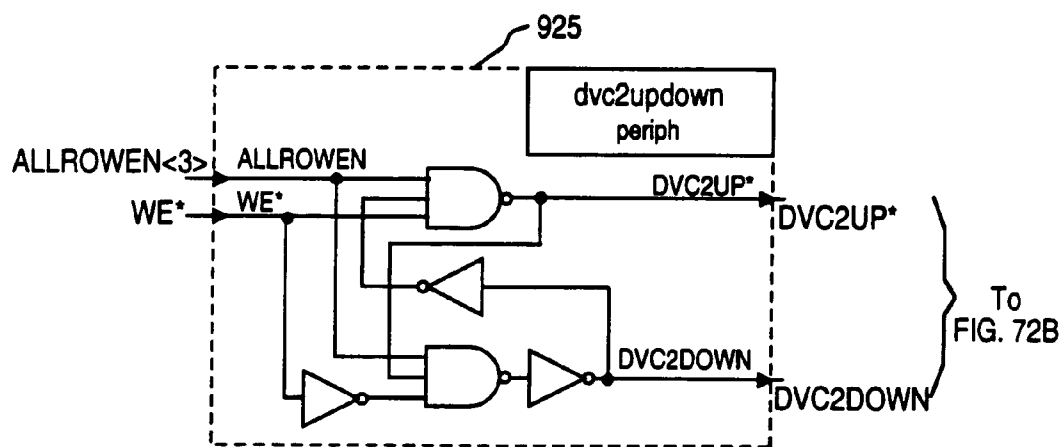 925
dvc2updown
periph
ALLROWEN<3>
ALLROWEN
DVC2UP*
WE*
WE*
DVC2UP*
To
FIG. 72B
DVC2DOWN
DVC2DOWN